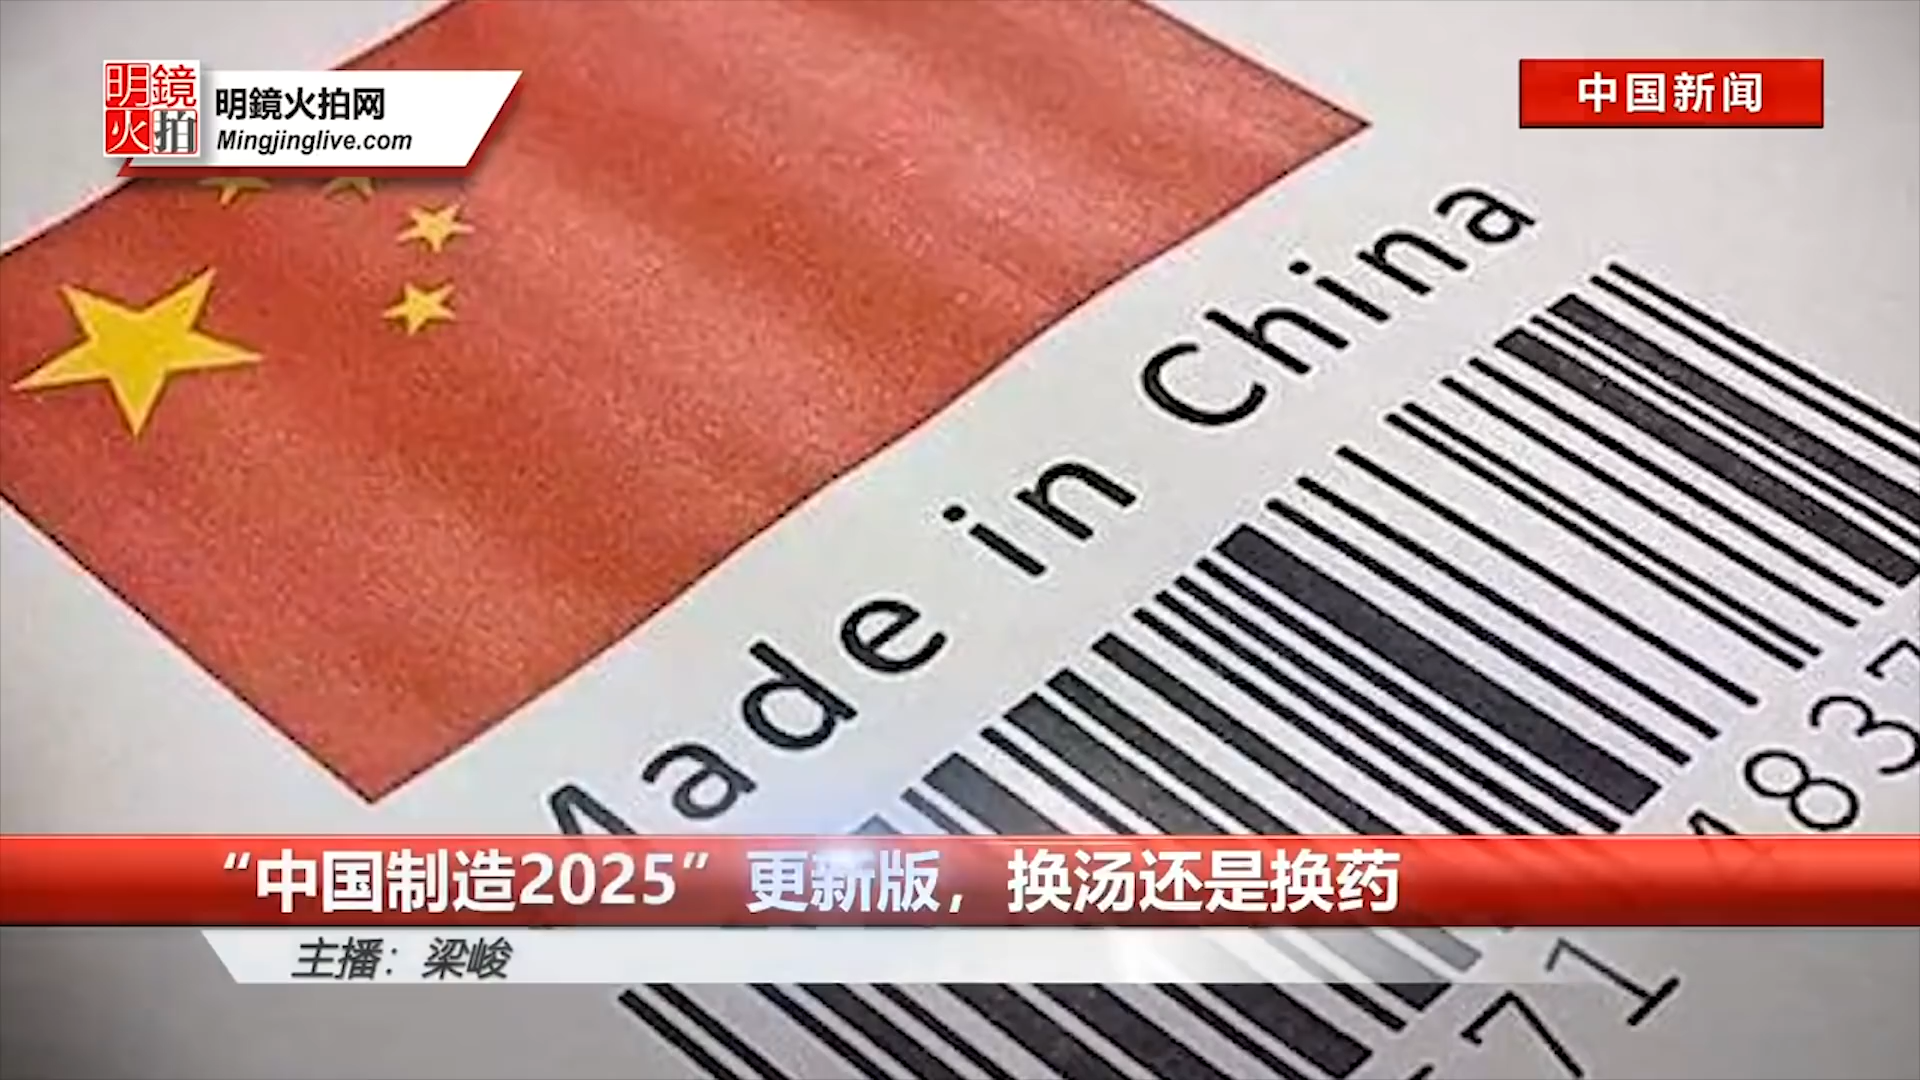 明鏡火拍
明鏡火拍网
Mingjinglive.com
中国新闻
Made in China
4837
71
“中国制造2025”更新版，换汤还是换药
主播：梁峻